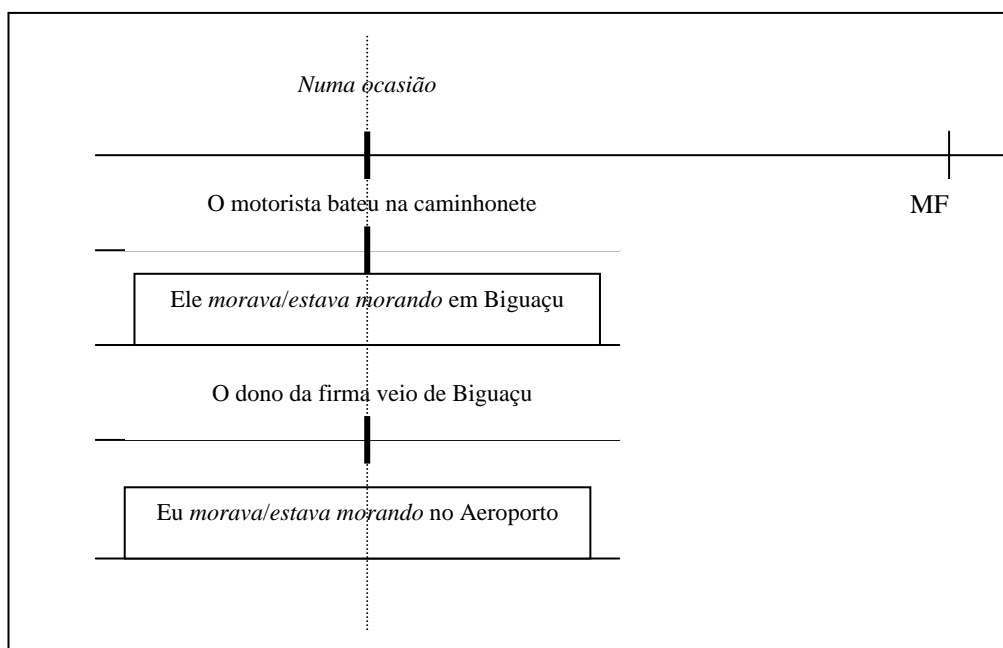 Numa ocasião
O motorista bateu na caminhonete
MF
Ele morava/estava morando em Biguaçu
O dono da firma veio de Biguaçu
Eu morava/estava morando no Aeroporto